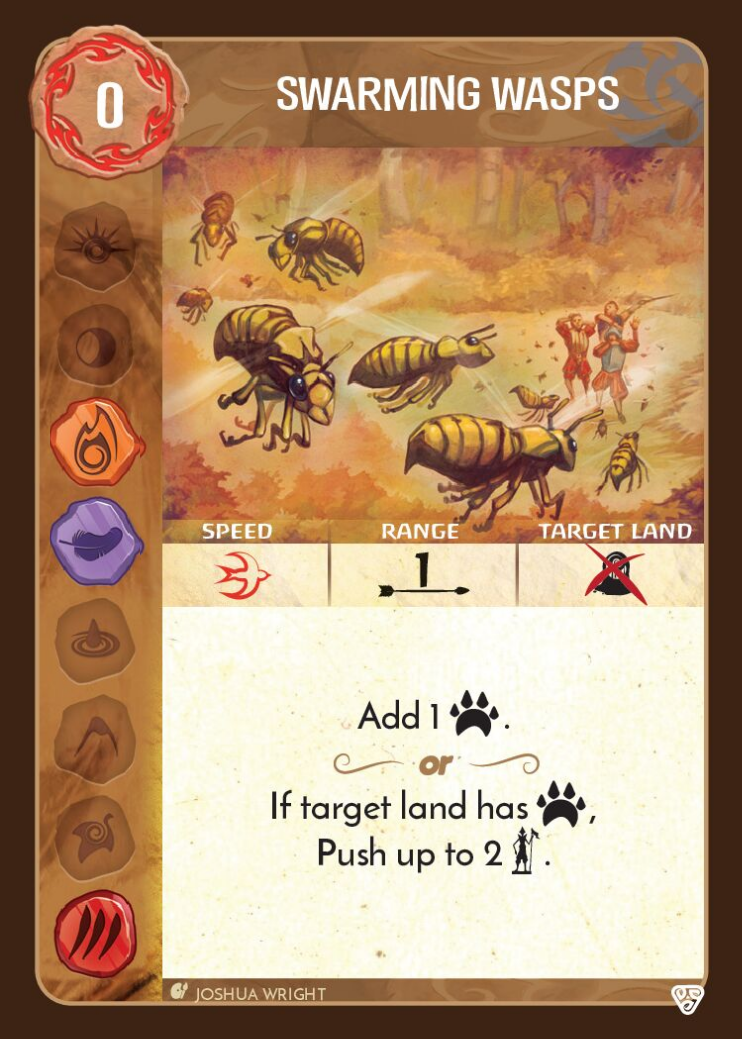 0
SWARMING WASPS
SPEED
RANGE
TARGET LAND
1
Add 1 .
or
If target land has ,
Push up to 2 .
JOSHUA WRIGHT